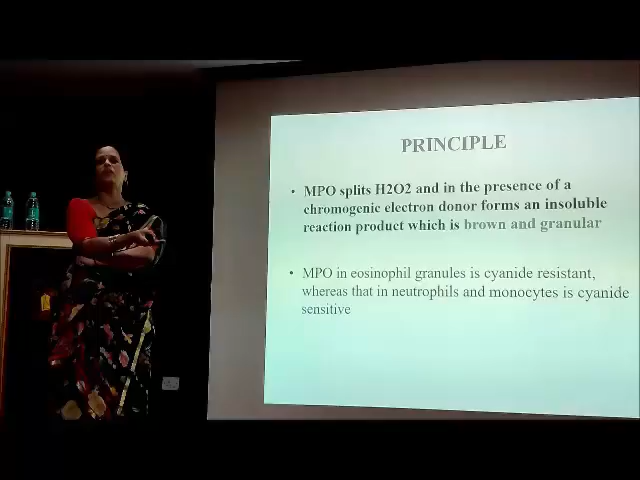 PRINCIPLE
• MPO splits H2O2 and in the presence of a
chromogenic electron donor forms an insoluble
reaction product which is brown and granular
• MPO in eosinophil granules is cyanide resistant,
whereas that in neutrophils and monocytes is cyanide
sensitive